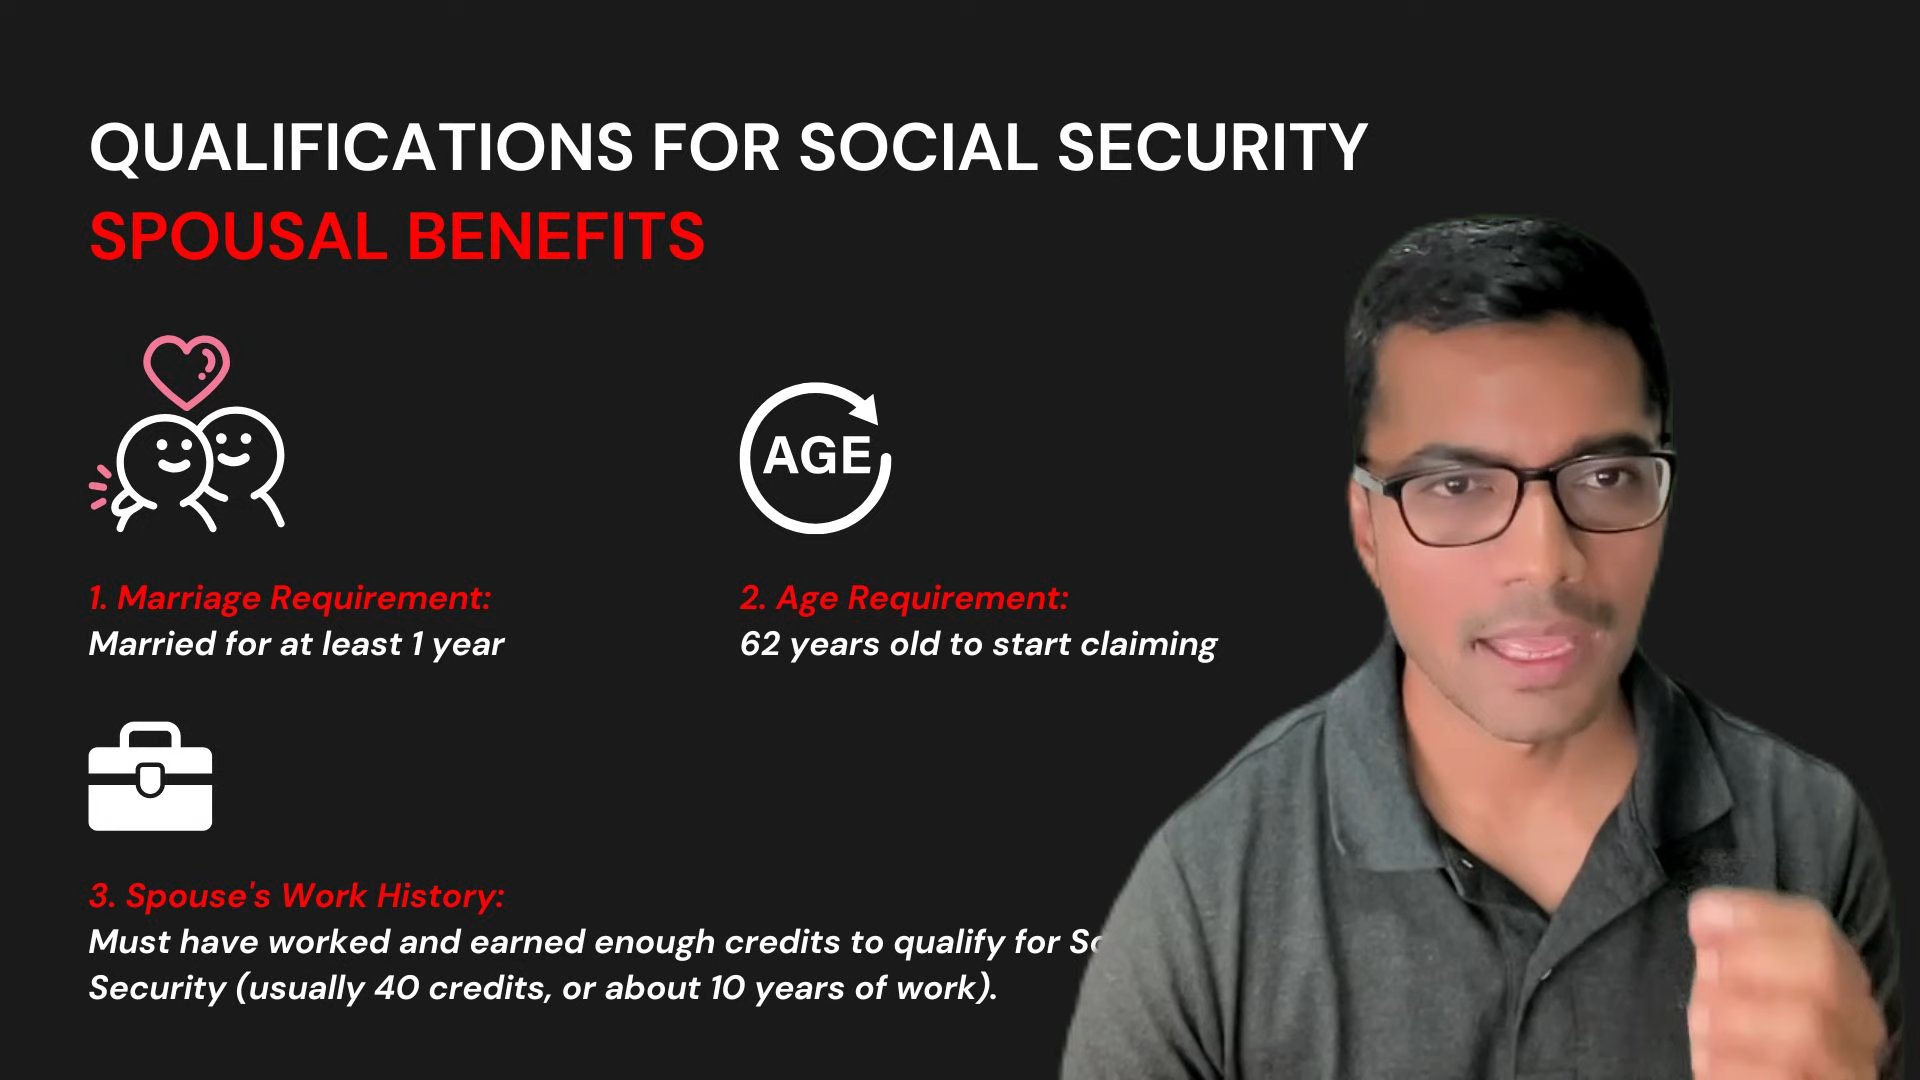 QUALIFICATIONS FOR SOCIAL SECURITY
SPOUSAL BENEFITS
AGE
1. Marriage Requirement:
Married for at least 1 year
2. Age Requirement:
62 years old to start claiming
3. Spouse's Work History:
Must have worked and earned enough credits to qualify for
Security (usually 40 credits, or about 10 years of work).